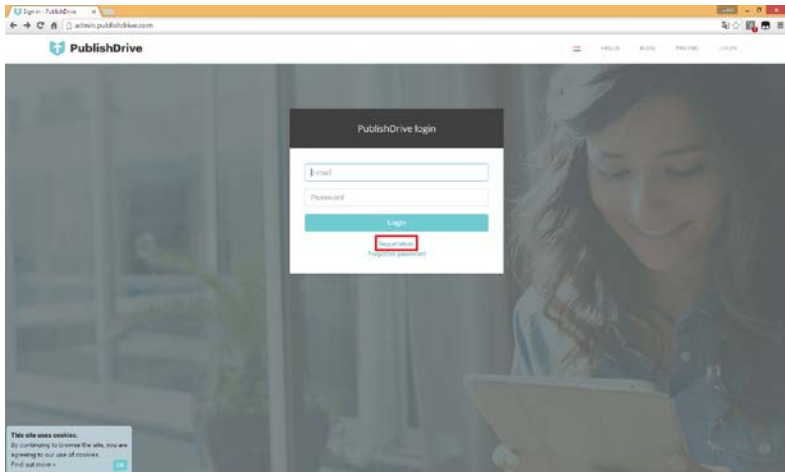 Sign in - PublishDrive
admin.publishdrive.com
PublishDrive
HELLO BLOG PRICING LOGIN
PublishDrive login
E-mail
Password
Login
Registration
Forgotten password
This site uses cookies.
By continuing to browse the site, you are
agreeing to our use of cookies.
Find out more »
OK